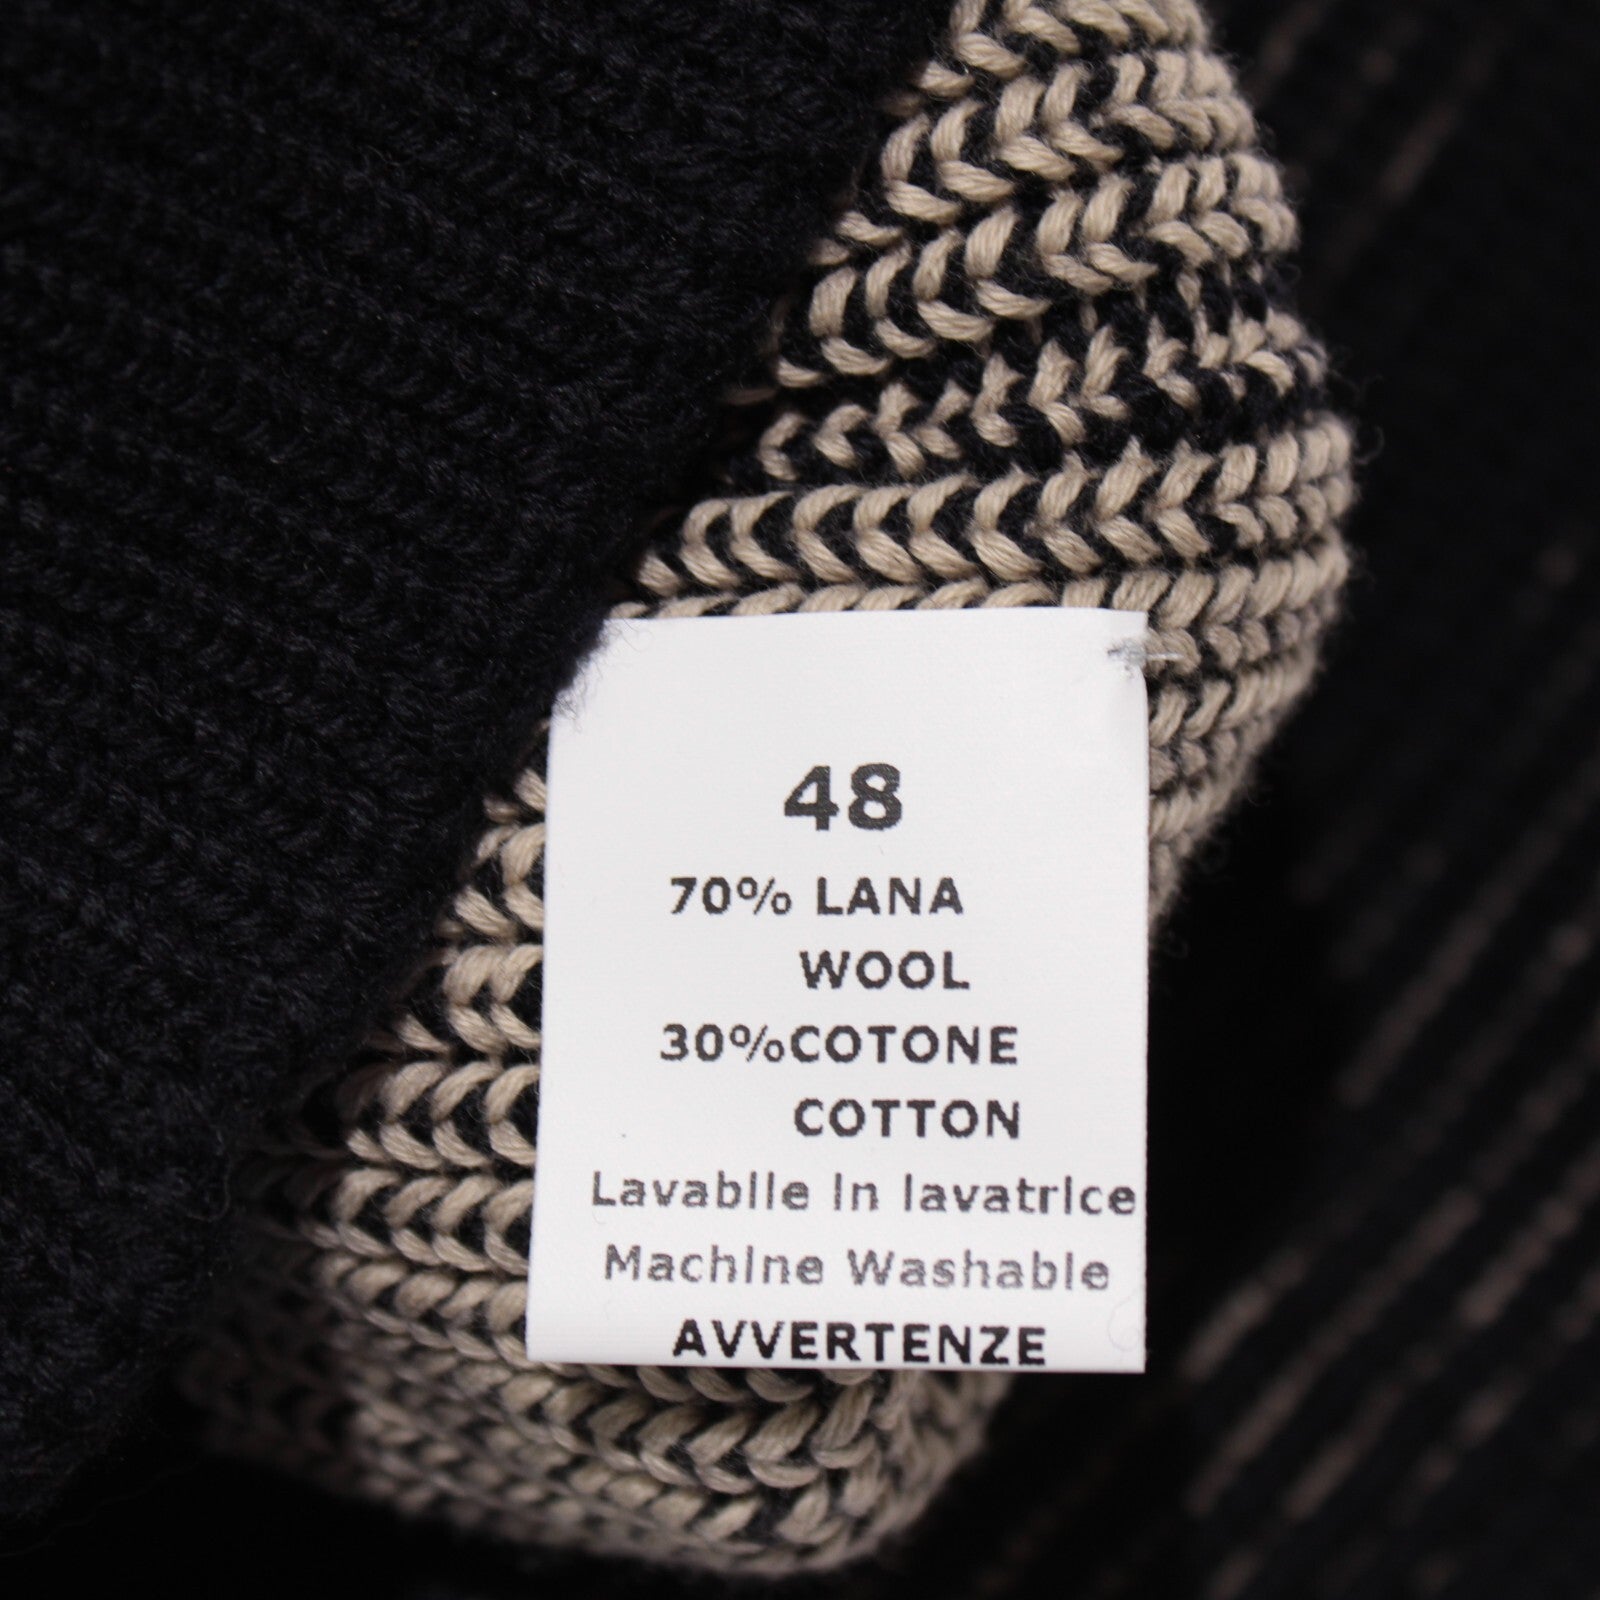 48
70% LANA
WOOL
30%COTONE
COTTON
Lavabile in lavatrice
Machine Washable
AVVERTENZE